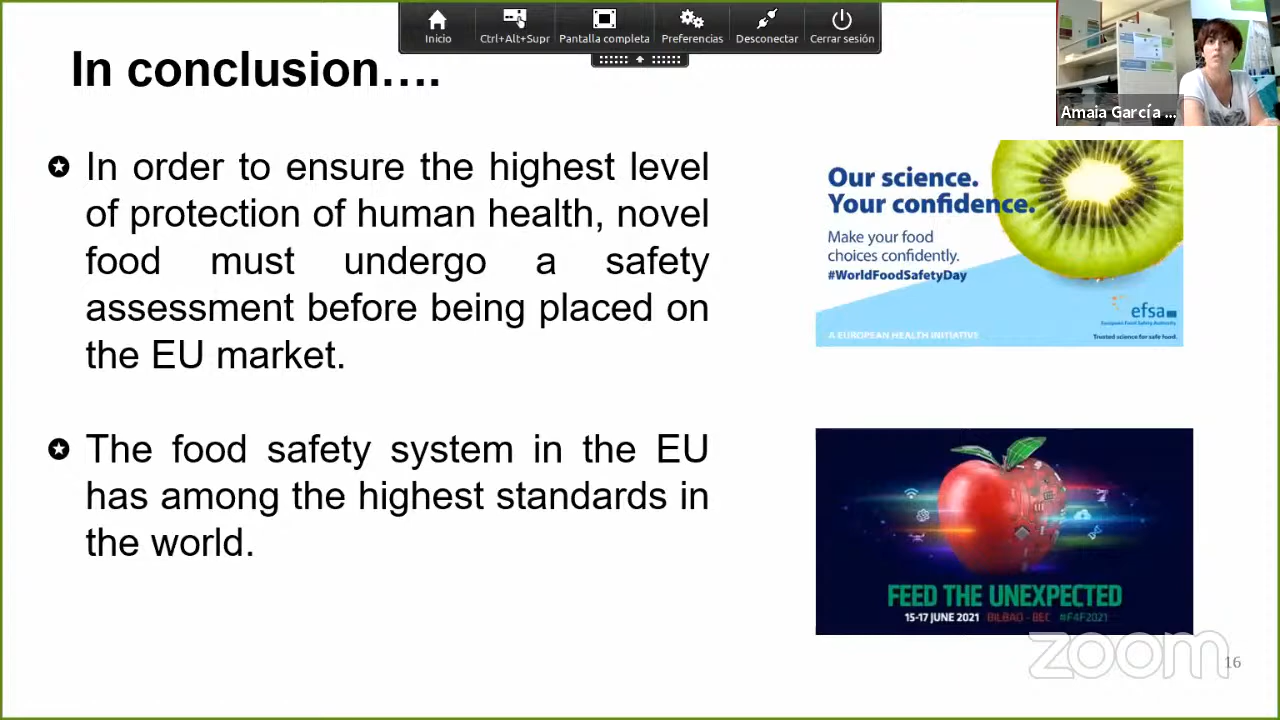 Inicio
Ctrl+Alt+Supr
Pantalla completa
Preferencias
Desconectar
Cerrar sesión
In conclusion....
Amaia García ...
In order to ensure the highest level
of protection of human health, novel
food must undergo a safety
assessment before being placed on
the EU market.
The food safety system in the EU
has among the highest standards in
the world.
Our science.
Your confidence.
Make your food
choices confidently.
#WorldFoodSafetyDay
efsa
European Food Safety Authority
A EUROPEAN HEALTH INITIATIVE
Trusted science for safe food.
FEED THE UNEXPECTED
15-17 JUNE 2021 BILBAO - BEC #F4F2021
zoom
16